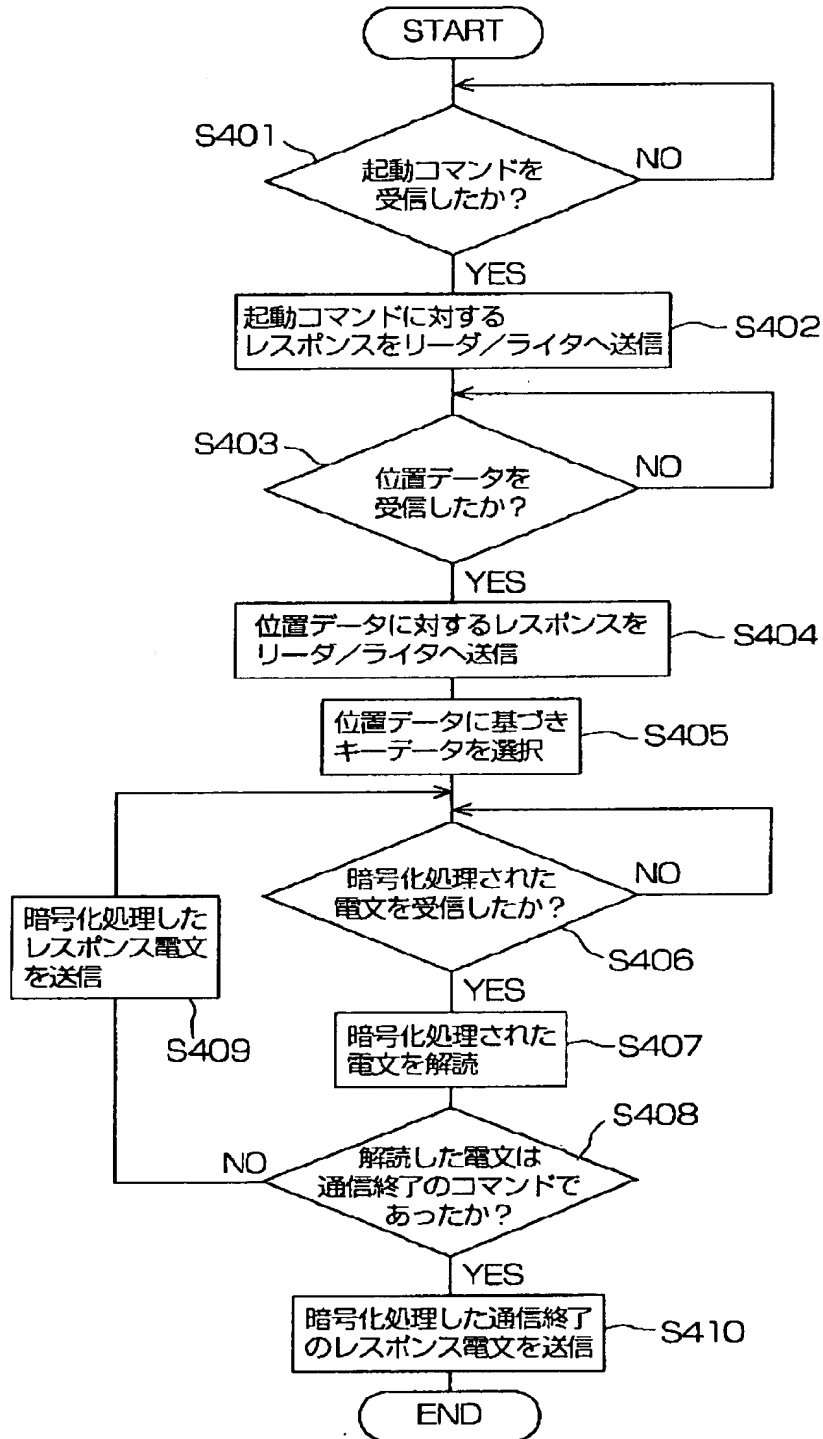 START
S401
起動コマンドを
受信したか?
NO
YES
起動コマンドに対する
レスポンスをリーダ/ライタへ送信
S402
S403
位置データを
受信したか?
NO
YES
位置データに対するレスポンスを
リーダ/ライタへ送信
S404
位置データに基づき
キーデータを選択
S405
暗号化処理された
電文を受信したか?
NO
S406
暗号化処理した
レスポンス電文
を送信
S409
YES
暗号化処理された
電文を解読
S407
S408
解読した電文は
通信終了のコマンドで
あったか?
NO
YES
暗号化処理した通信終了
のレスポンス電文を送信
S410
END